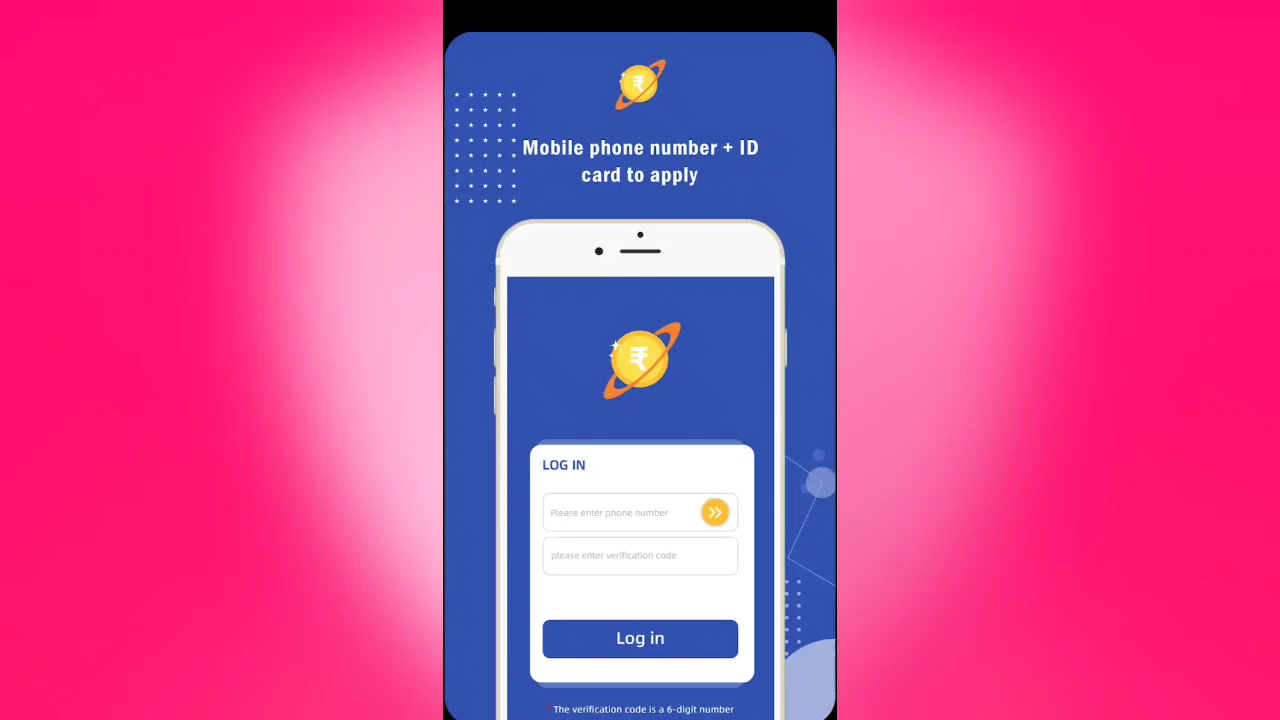 ₹
Mobile phone number + ID
card to apply
₹
LOG IN
Please enter phone number
please enter verification code
Log in
*The verification code is a 6-digit number